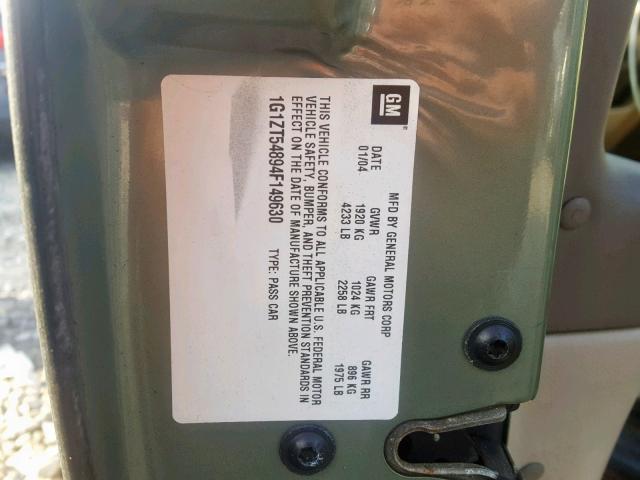 GM
MFD BY GENERAL MOTORS CORP
DATE GVWR GAWR FRT GAWR RR
01/04 1920 KG 1024 KG 896 KG
4233 LB 2258 LB 1975 LB
THIS VEHICLE CONFORMS TO ALL APPLICABLE U.S. FEDERAL MOTOR
VEHICLE SAFETY, BUMPER, AND THEFT PREVENTION STANDARDS IN
EFFECT ON THE DATE OF MANUFACTURE SHOWN ABOVE.
1G1ZT54894F149630 TYPE: PASS CAR